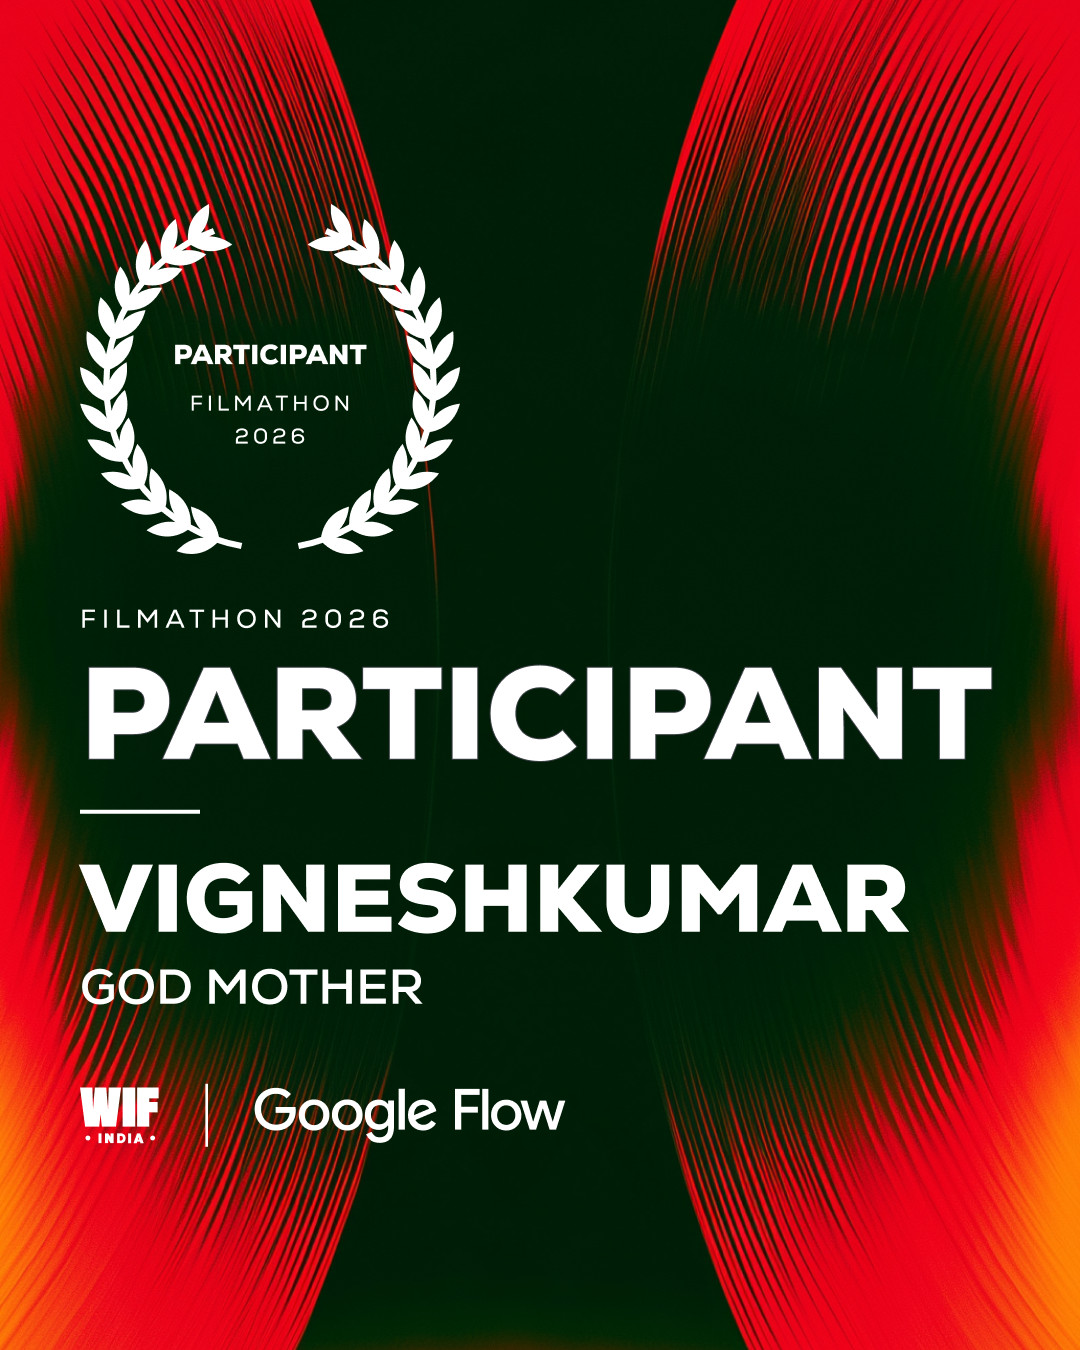 PARTICIPANT
FILMATHON
2026
FILMATHON 2026
PARTICIPANT
VIGNESHKUMAR
GOD MOTHER
WIF
• INDIA •
Google Flow